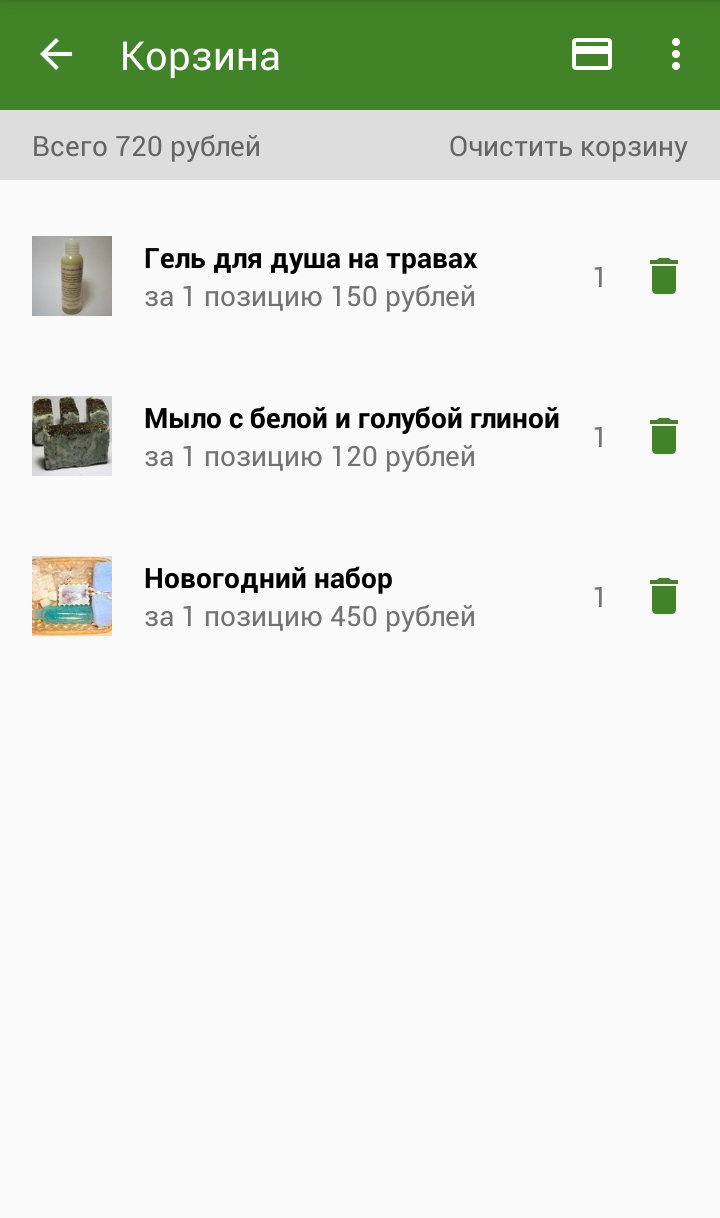 Корзина
Всего 720 рублей
Очистить корзину
Гель для душа на травах
за 1 позицию 150 рублей
1
Мыло с белой и голубой глиной
за 1 позицию 120 рублей
1
Новогодний набор
за 1 позицию 450 рублей
1